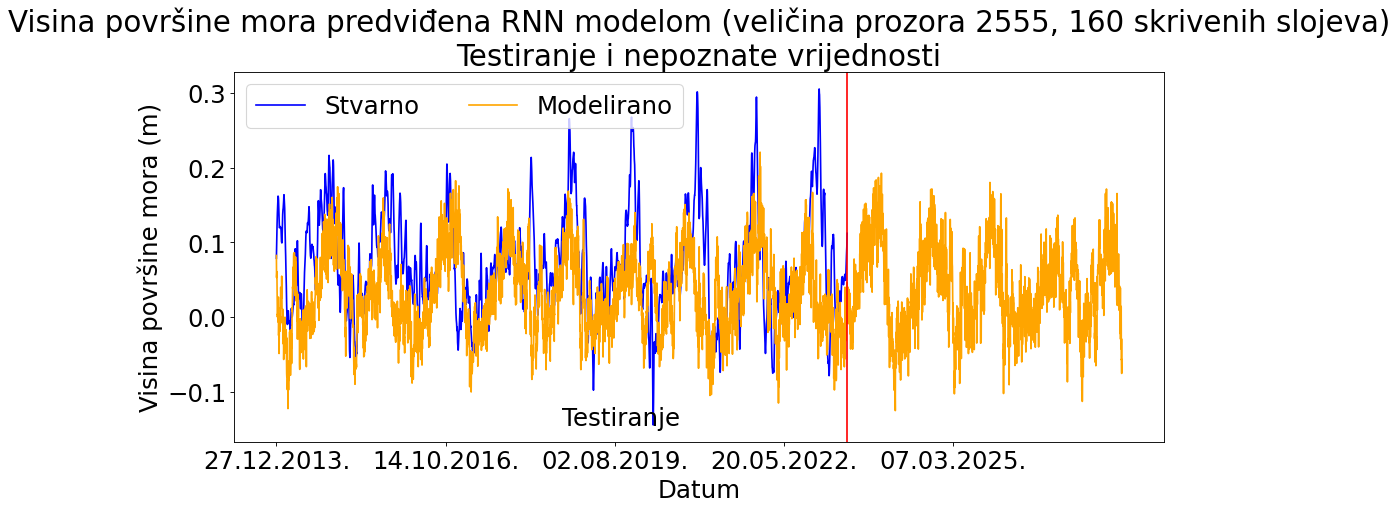 Visina površine mora predviđena RNN modelom (veličina prozora 2555, 160 skrivenih slojeva)
Testiranje i nepoznate vrijednosti
Stvarno Modelirano
0.3
0.2
0.1
0.0
−0.1
Visina površine mora (m)
Testiranje
27.12.2013. 14.10.2016. 02.08.2019. 20.05.2022. 07.03.2025.
Datum